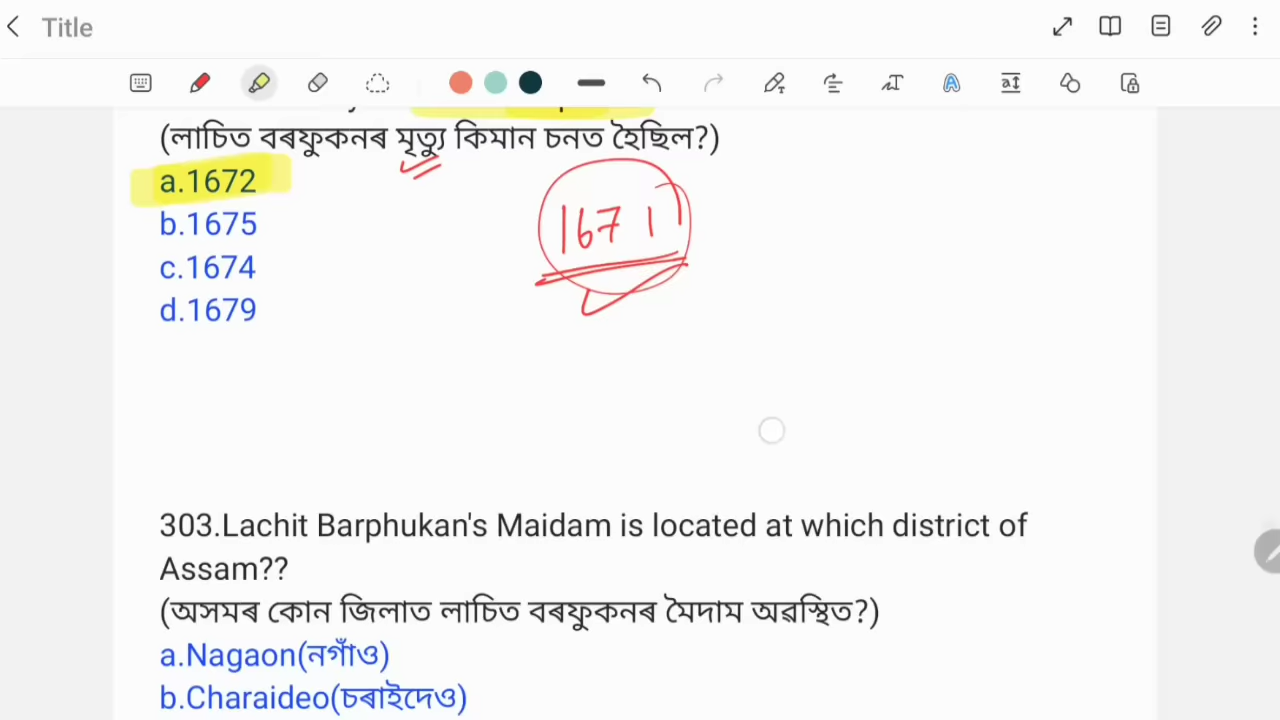 Title
(লাচিত বৰফুকনৰ মৃত্যু কিমান চনত হৈছিল?)
a.1672
b.1675
c.1674
d.1679
1671
303.Lachit Barphukan's Maidam is located at which district of
Assam??
(অসমৰ কোন জিলাত লাচিত বৰফুকনৰ মৈদাম অৱস্থিত?)
a.Nagaon(নগাঁও)
b.Charaideo(চৰাইদেও)